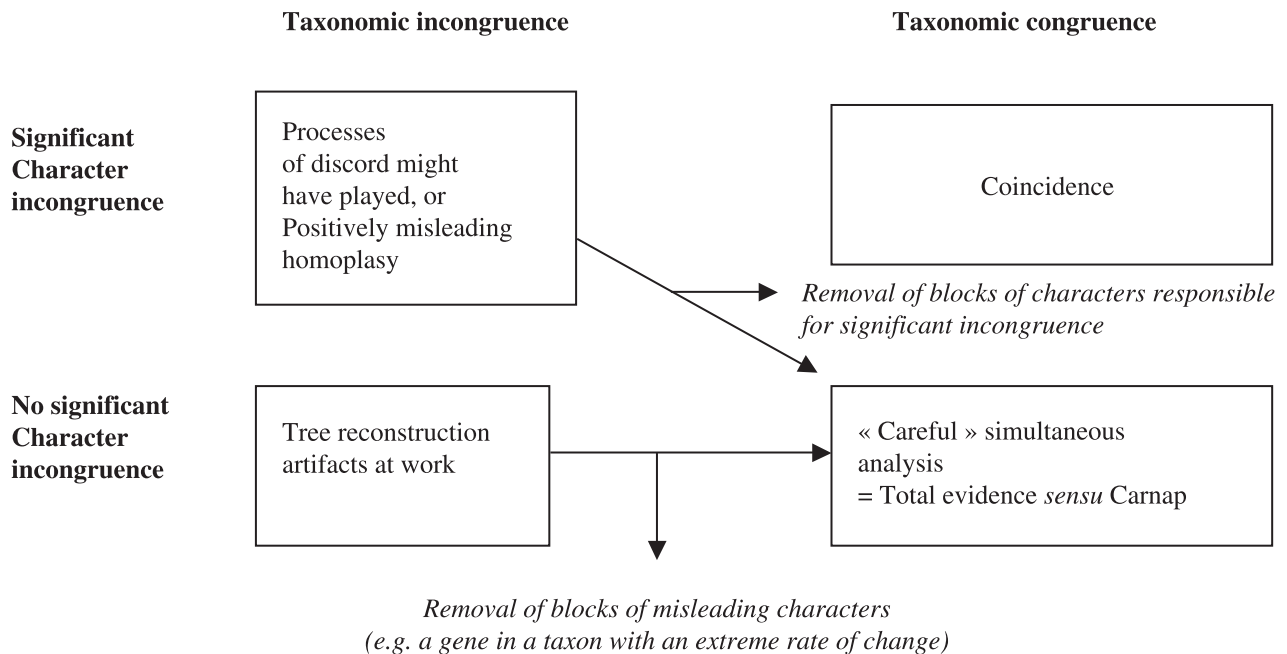 Taxonomic incongruence
Taxonomic congruence
Significant
Character
incongruence
Processes
of discord might
have played, or
Positively misleading
homoplasy
Coincidence
Removal of blocks of characters responsible
for significant incongruence
No significant
Character
incongruence
Tree reconstruction
artifacts at work
« Careful » simultaneous
analysis
= Total evidence sensu Carnap
Removal of blocks of misleading characters
(e.g. a gene in a taxon with an extreme rate of change)